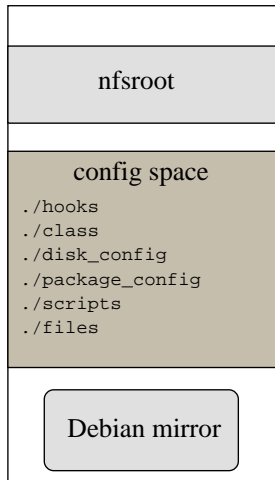 nfsroot
config space
./hooks
./class
./disk_config
./package_config
./scripts
./files
Debian mirror